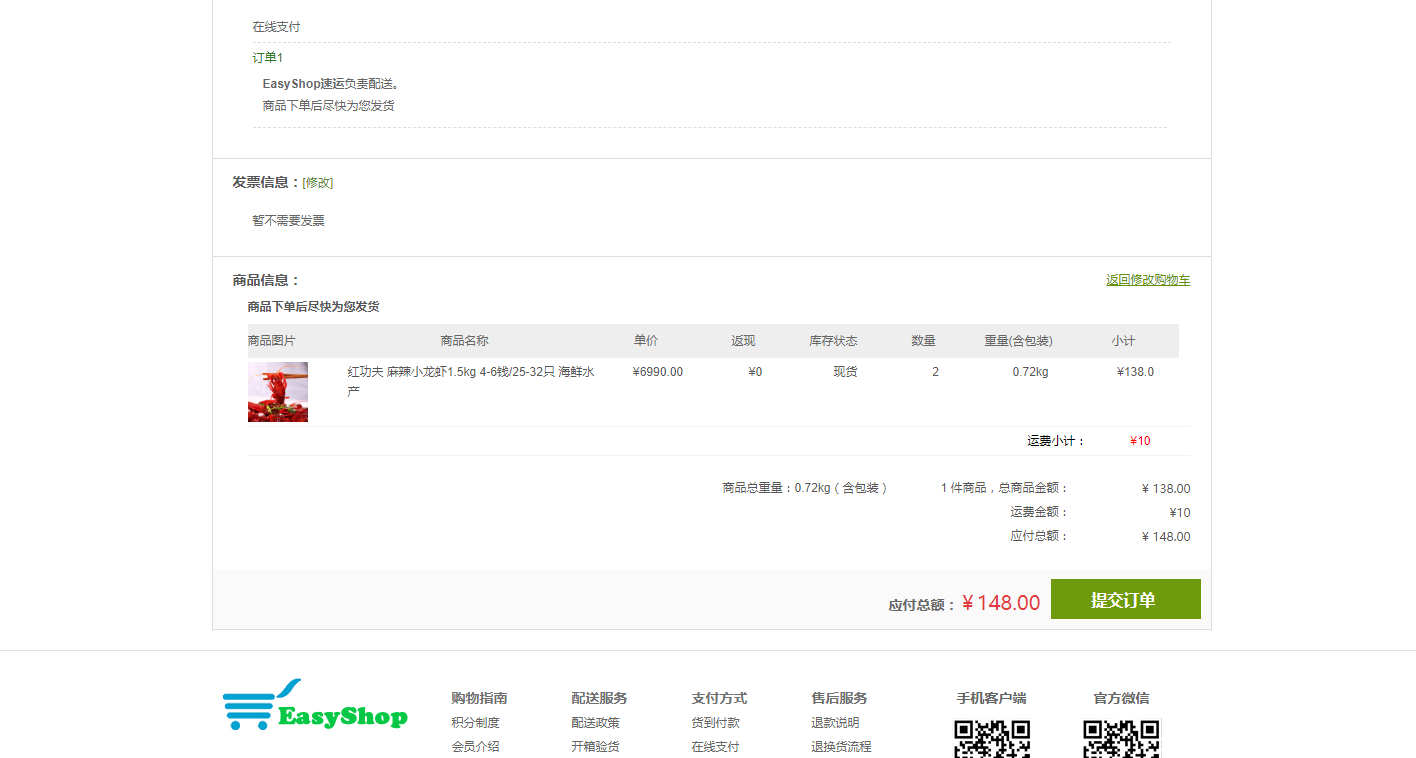 在线支付
订单1
EasyShop速运负责配送。
商品下单后尽快为您发货
发票信息：[修改]
暂不需要发票
商品信息： 返回修改购物车
商品下单后尽快为您发货
商品图片 商品名称 单价 返现 库存状态 数量 重量(含包装) 小计
红功夫 麻辣小龙虾1.5kg 4-6钱/25-32只 海鲜水 ¥6990.00 ¥0 现货 2 0.72kg ¥138.0
产
运费小计： ¥10
商品总重量：0.72kg（含包装） 1 件商品，总商品金额： ¥ 138.00
运费金额： ¥10
应付总额： ¥ 148.00
应付总额：¥ 148.00 提交订单
EasyShop
购物指南 配送服务 支付方式 售后服务 手机客户端 官方微信
积分制度 配送政策 货到付款 退款说明
会员介绍 开箱验货 在线支付 退换货流程